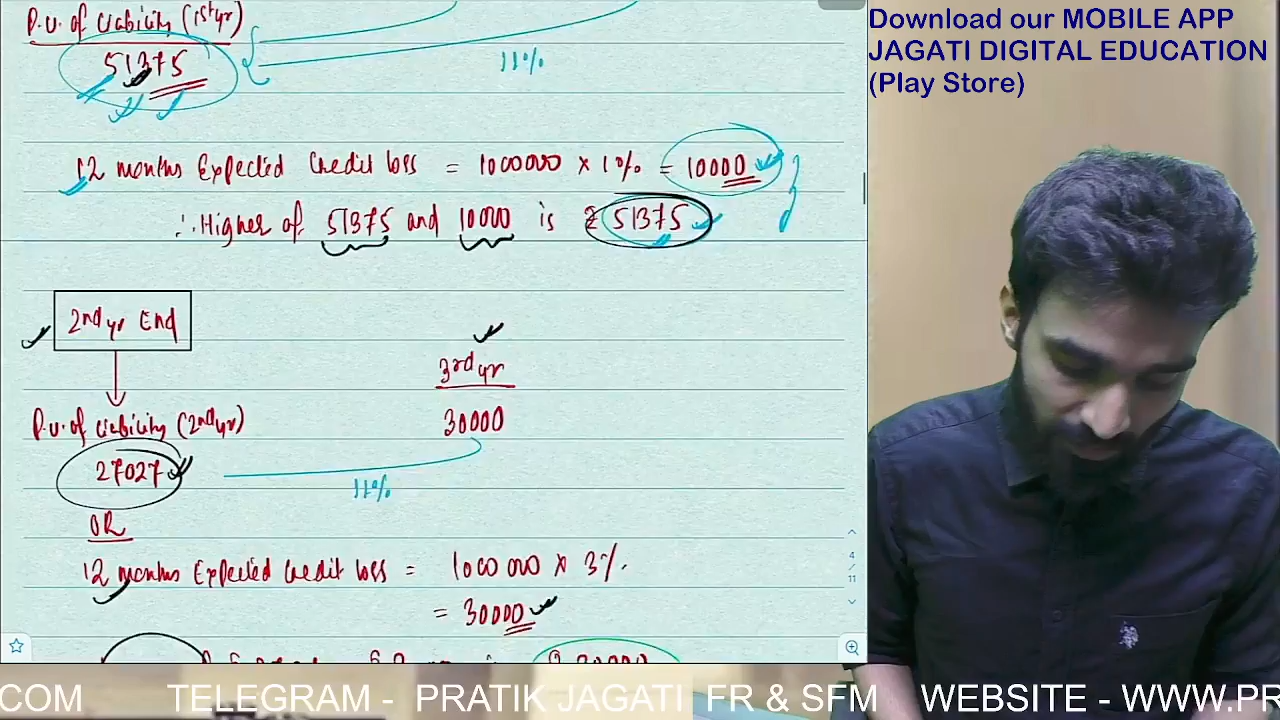 P.V. of Liability (1st yr)
51375
11%
12 months Expected Credit loss = 1000000 × 1% = 10000
∴ Higher of 51375 and 10000 is ₹ 51375
2nd yr End
3rd yr
P.V. of Liability (2nd yr)
30000
27027
11%
OR
12 months Expected Credit loss = 1000000 × 3%.
= 30000
4
/
11
Download our MOBILE APP
JAGATI DIGITAL EDUCATION
(Play Store)
COM TELEGRAM - PRATIK JAGATI FR & SFM WEBSITE - WWW.PR